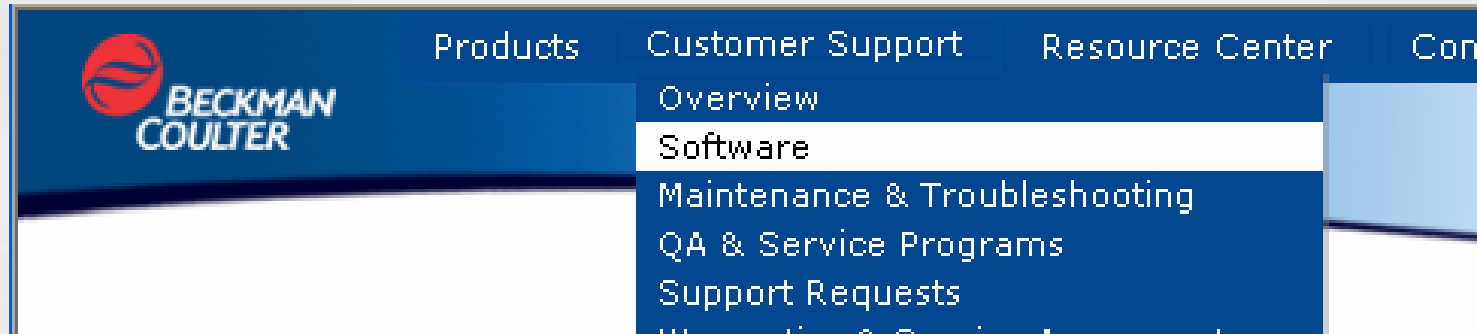 BECKMAN
COULTER
Products Customer Support Resource Center
Overview
Software
Maintenance & Troubleshooting
QA & Service Programs
Support Requests